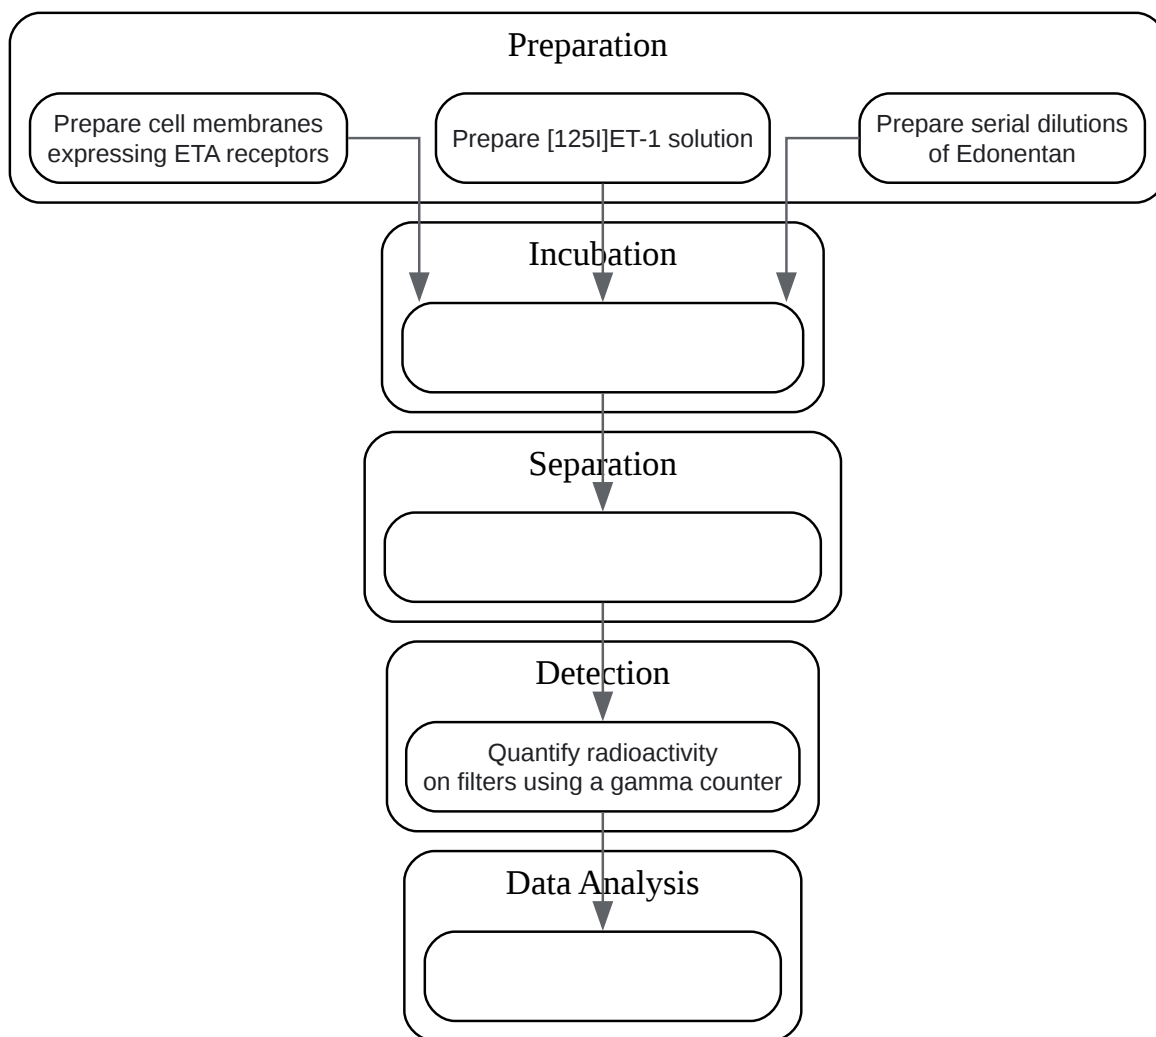 Preparation
Prepare cell membranes
expressing ETA receptors
Prepare [125I]ET-1 solution
Prepare serial dilutions
of Edonentan
Incubation
Separation
Detection
Quantify radioactivity
on filters using a gamma counter
Data Analysis